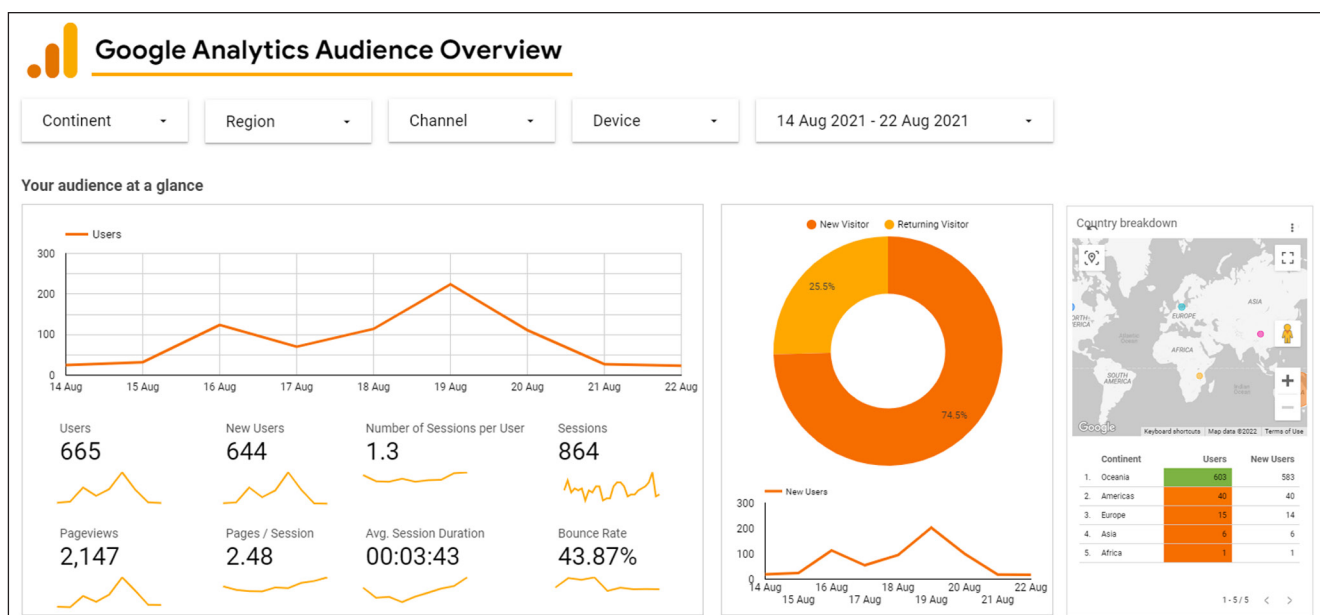 Google Analytics Audience Overview
Continent
Region
Channel
Device
14 Aug 2021 - 22 Aug 2021
Your audience at a glance
Users
300
200
100
0
14 Aug 15 Aug 16 Aug 17 Aug 18 Aug 19 Aug 20 Aug 21 Aug 22 Aug
Users
665
New Users
644
Number of Sessions per User
1.3
Sessions
864
Pageviews
2,147
Pages / Session
2.48
Avg. Session Duration
00:03:43
Bounce Rate
43.87%
New Visitor Returning Visitor
25.5%
74.5%
New Users
300
200
100
0
14 Aug 16 Aug 18 Aug 20 Aug 22 Aug
15 Aug 17 Aug 19 Aug 21 Aug
Country breakdown
ASIA
EUROPE
AFRICA
SOUTH
AMERICA
Indian
Ocean
Google
Keyboard shortcuts Map data ©2022 Terms of Use
Continent Users New Users
1. Oceania 603 583
2. Americas 40 40
3. Europe 15 14
4. Asia 6 6
5. Africa 1 1
1 - 5 / 5